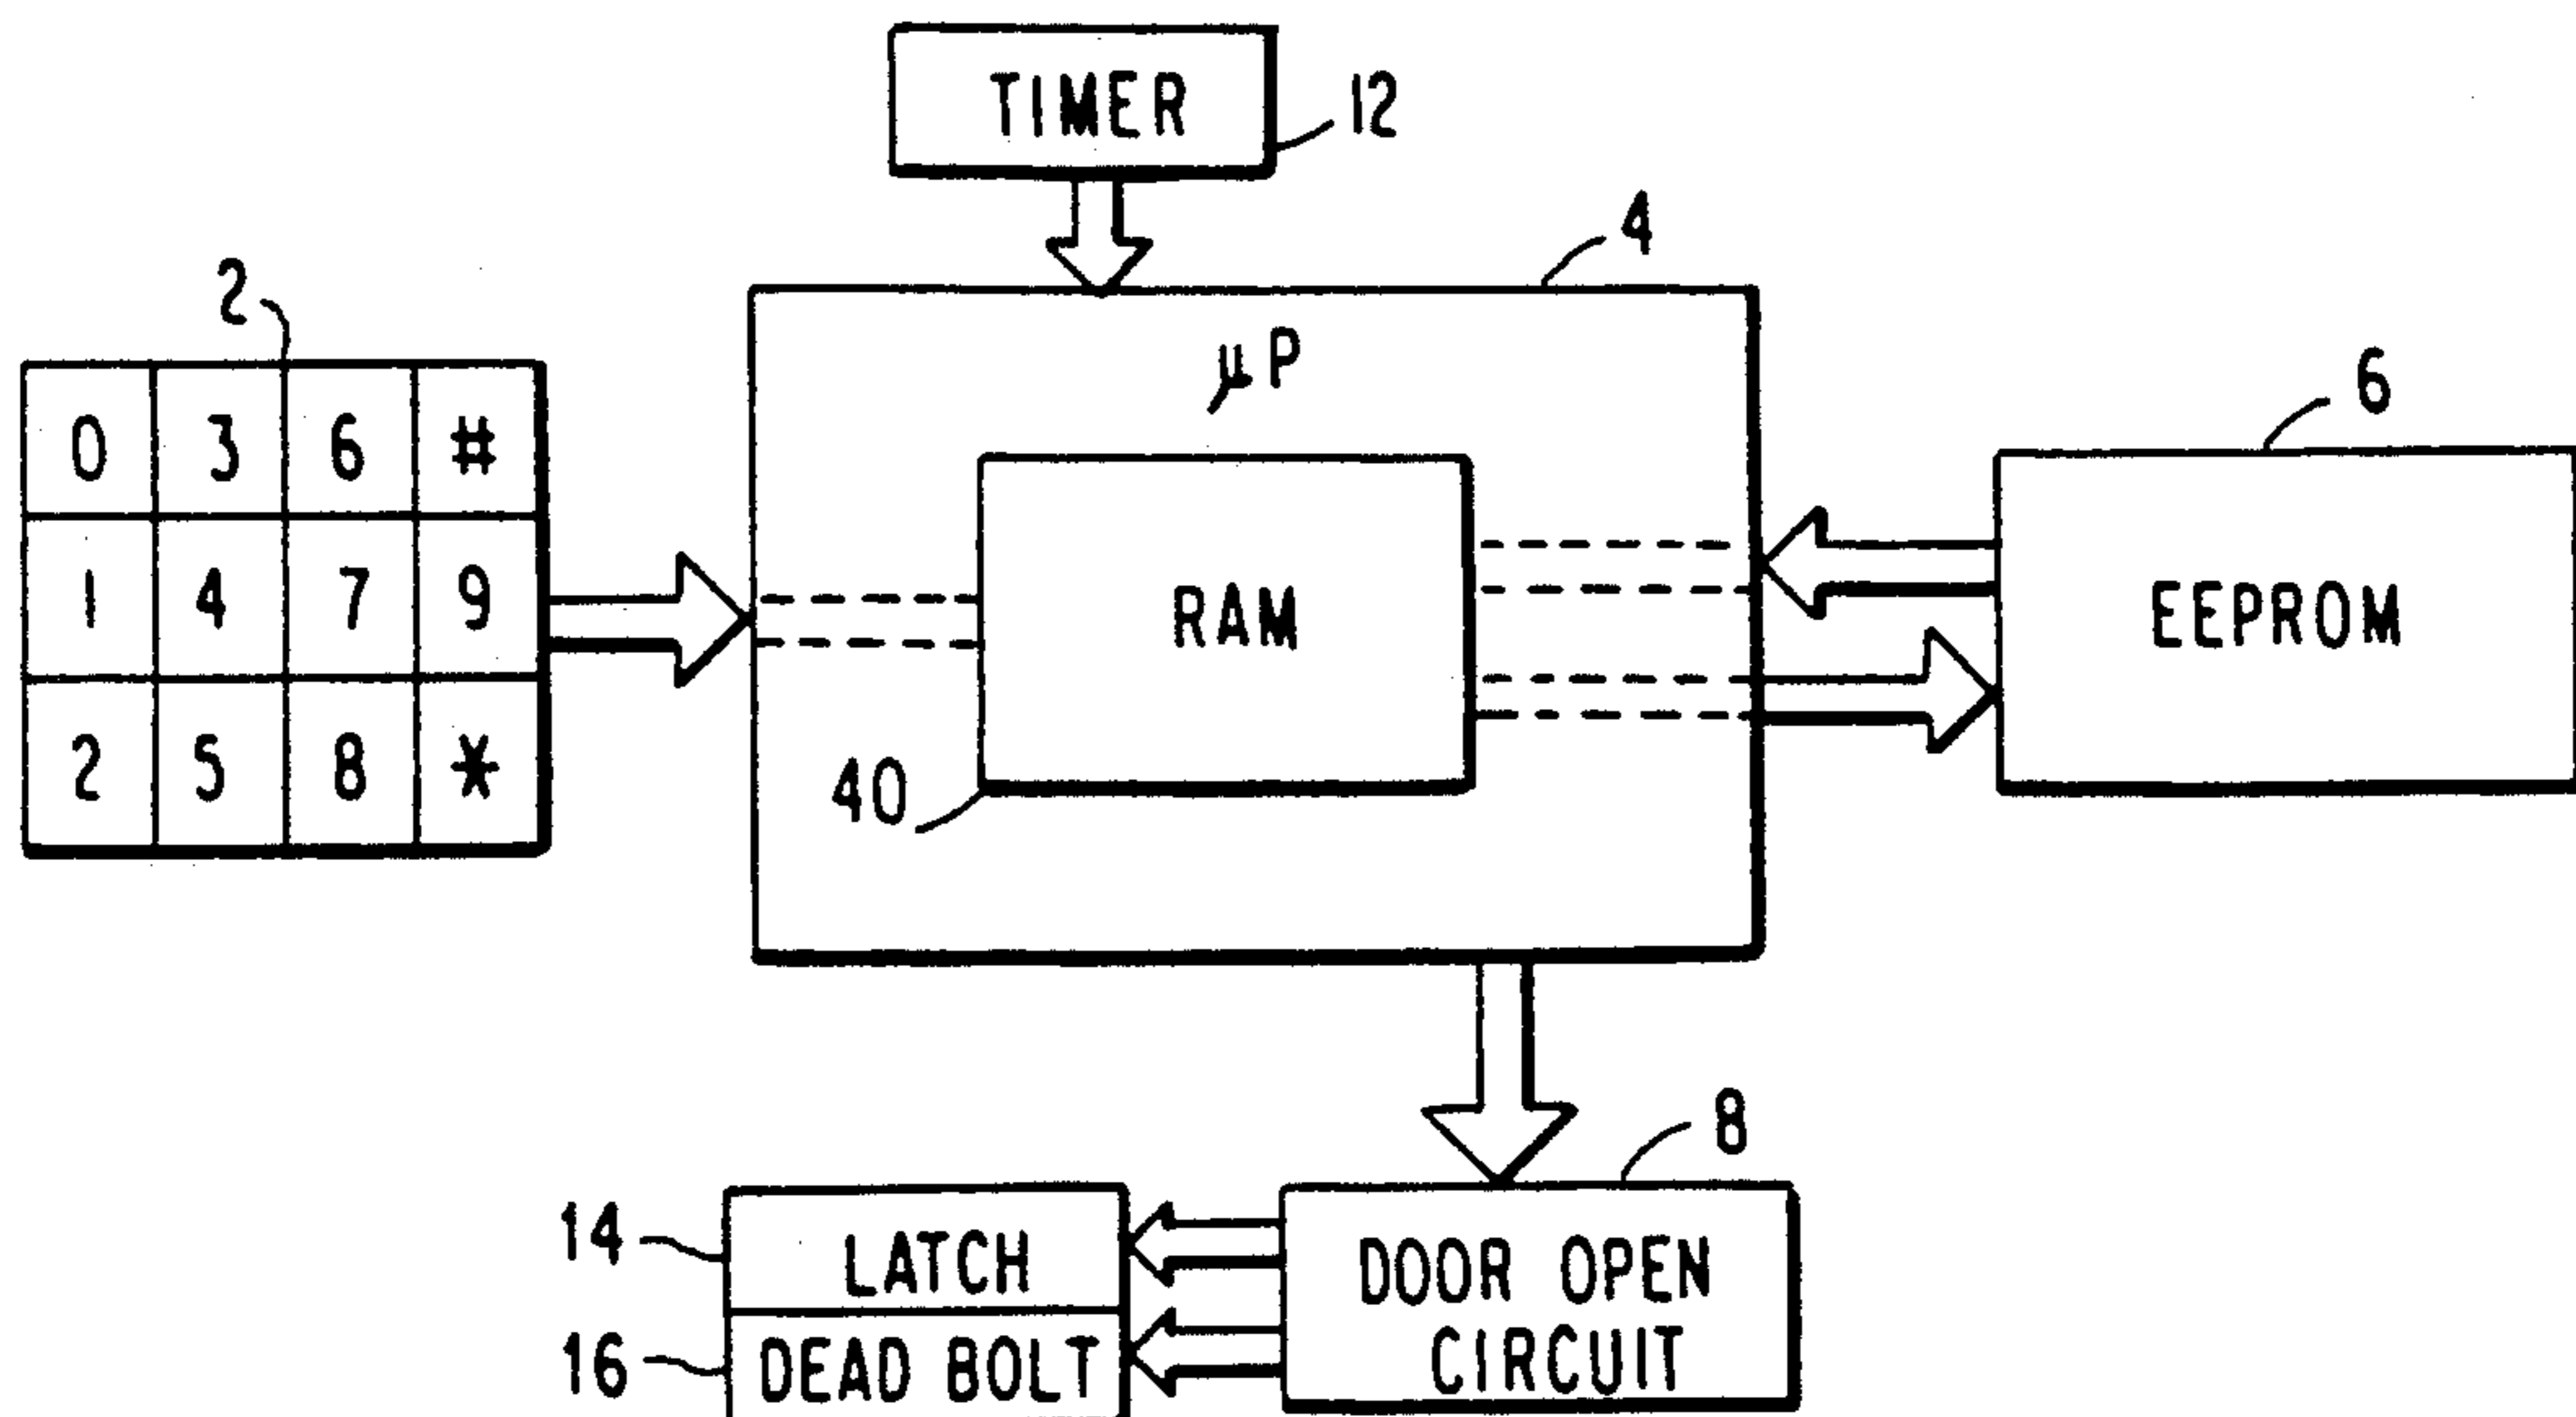 TIMER
12
4
2
μP
6
0 3 6 #
1 4 7 9
2 5 8 *
RAM
EEPROM
40
8
14
LATCH
DOOR OPEN
CIRCUIT
16
DEAD BOLT